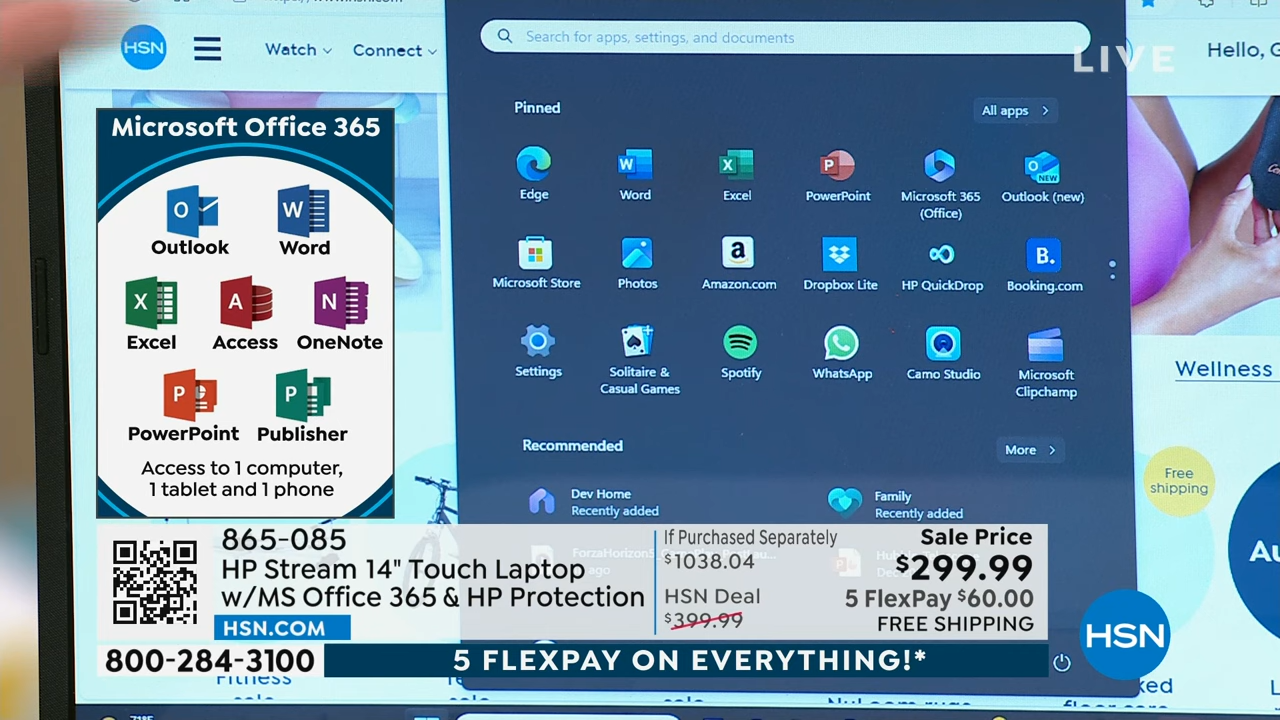 HSN
Watch
Connect
Search for apps, settings, and documents
LIVE
Hello, G
Microsoft Office 365
Outlook
Word
Excel
Access
OneNote
PowerPoint
Publisher
Access to 1 computer,
1 tablet and 1 phone
Pinned
All apps
Edge
Word
Excel
PowerPoint
Microsoft 365
(Office)
Outlook (new)
NEW
Microsoft Store
Photos
Amazon.com
Dropbox Lite
HP QuickDrop
Booking.com
Settings
Solitaire &
Casual Games
Spotify
WhatsApp
Camo Studio
Microsoft
Clipchamp
Recommended
More
Dev Home
Recently added
Family
Recently added
Wellness
Free
shipping
Au
865-085
HP Stream 14" Touch Laptop
w/MS Office 365 & HP Protection
HSN.COM
If Purchased Separately
$1038.04
HSN Deal
$399.99
Sale Price
$299.99
5 FlexPay $60.00
FREE SHIPPING
HSN
800-284-3100
5 FLEXPAY ON EVERYTHING!*
Fitness